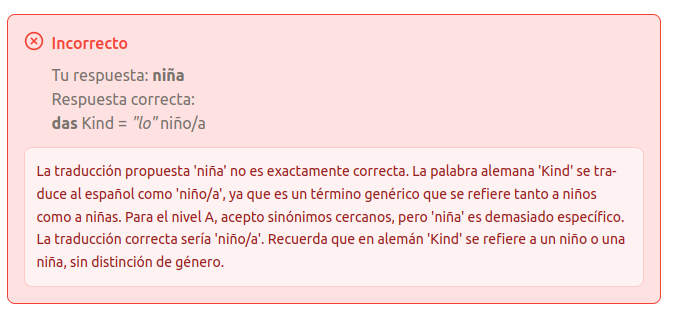 Incorrecto
Tu respuesta: niña
Respuesta correcta:
das Kind = "lo" niño/a
La traducción propuesta 'niña' no es exactamente correcta. La palabra alemana 'Kind' se tra-
duce al español como 'niño/a', ya que es un término genérico que se refiere tanto a niños
como a niñas. Para el nivel A, acepto sinónimos cercanos, pero 'niña' es demasiado específico.
La traducción correcta sería 'niño/a'. Recuerda que en alemán 'Kind' se refiere a un niño o una
niña, sin distinción de género.